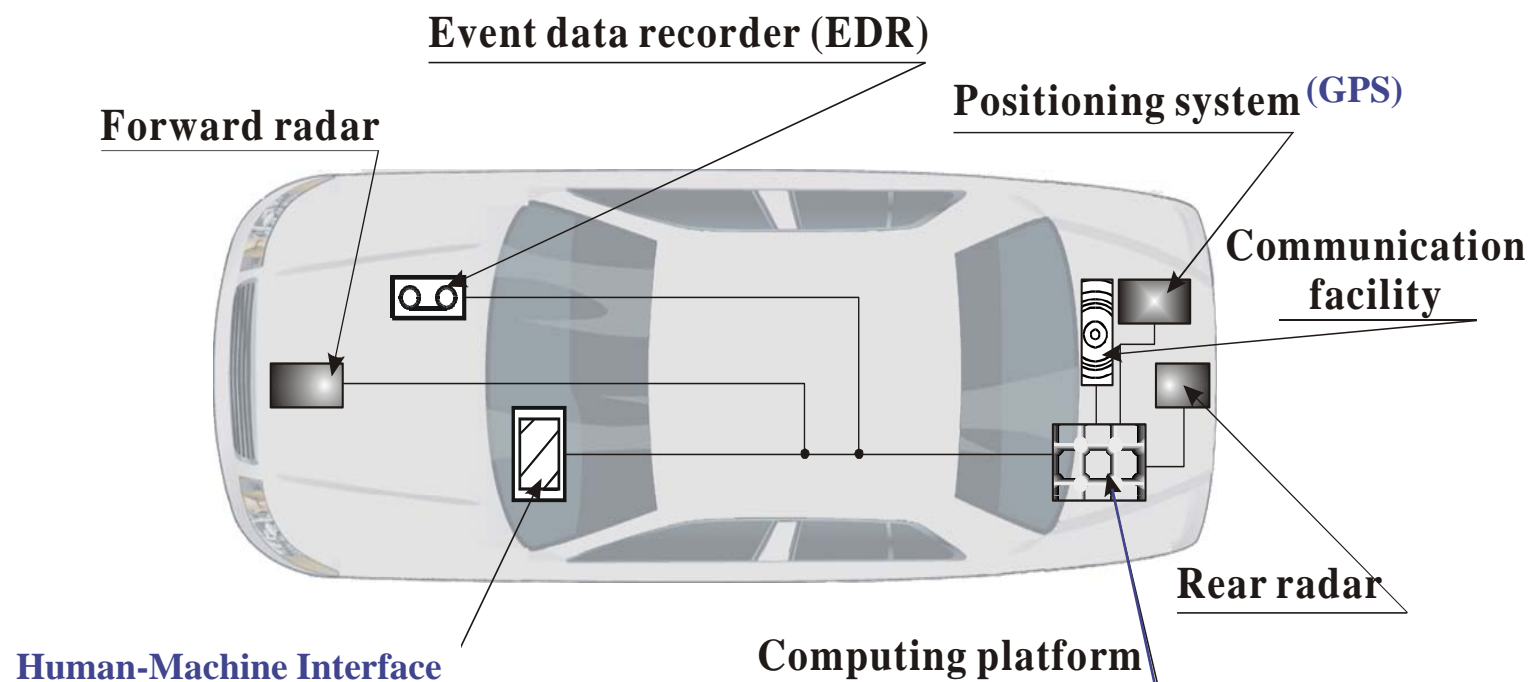 Event data recorder (EDR)
Positioning system (GPS)
Forward radar
Communication
facility
Rear radar
Human-Machine Interface
Computing platform